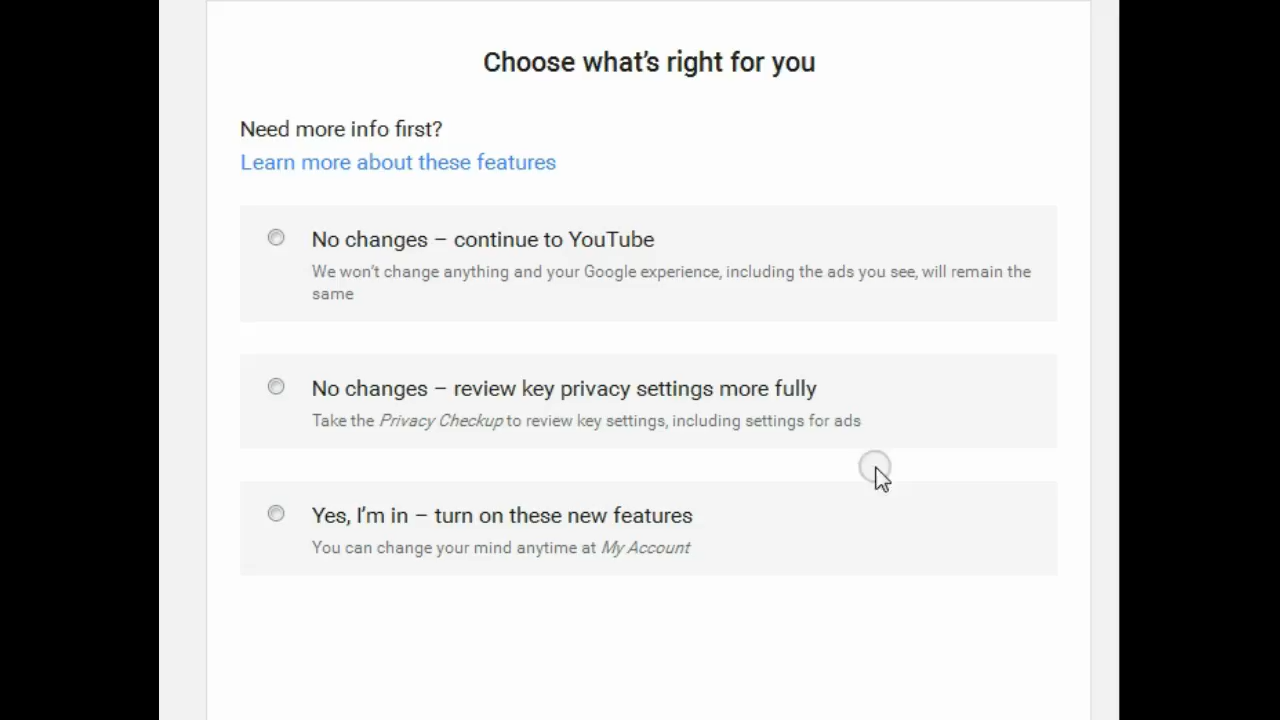 Choose what's right for you
Need more info first?
Learn more about these features
No changes – continue to YouTube
We won't change anything and your Google experience, including the ads you see, will remain the
same
No changes – review key privacy settings more fully
Take the Privacy Checkup to review key settings, including settings for ads
Yes, I'm in – turn on these new features
You can change your mind anytime at My Account